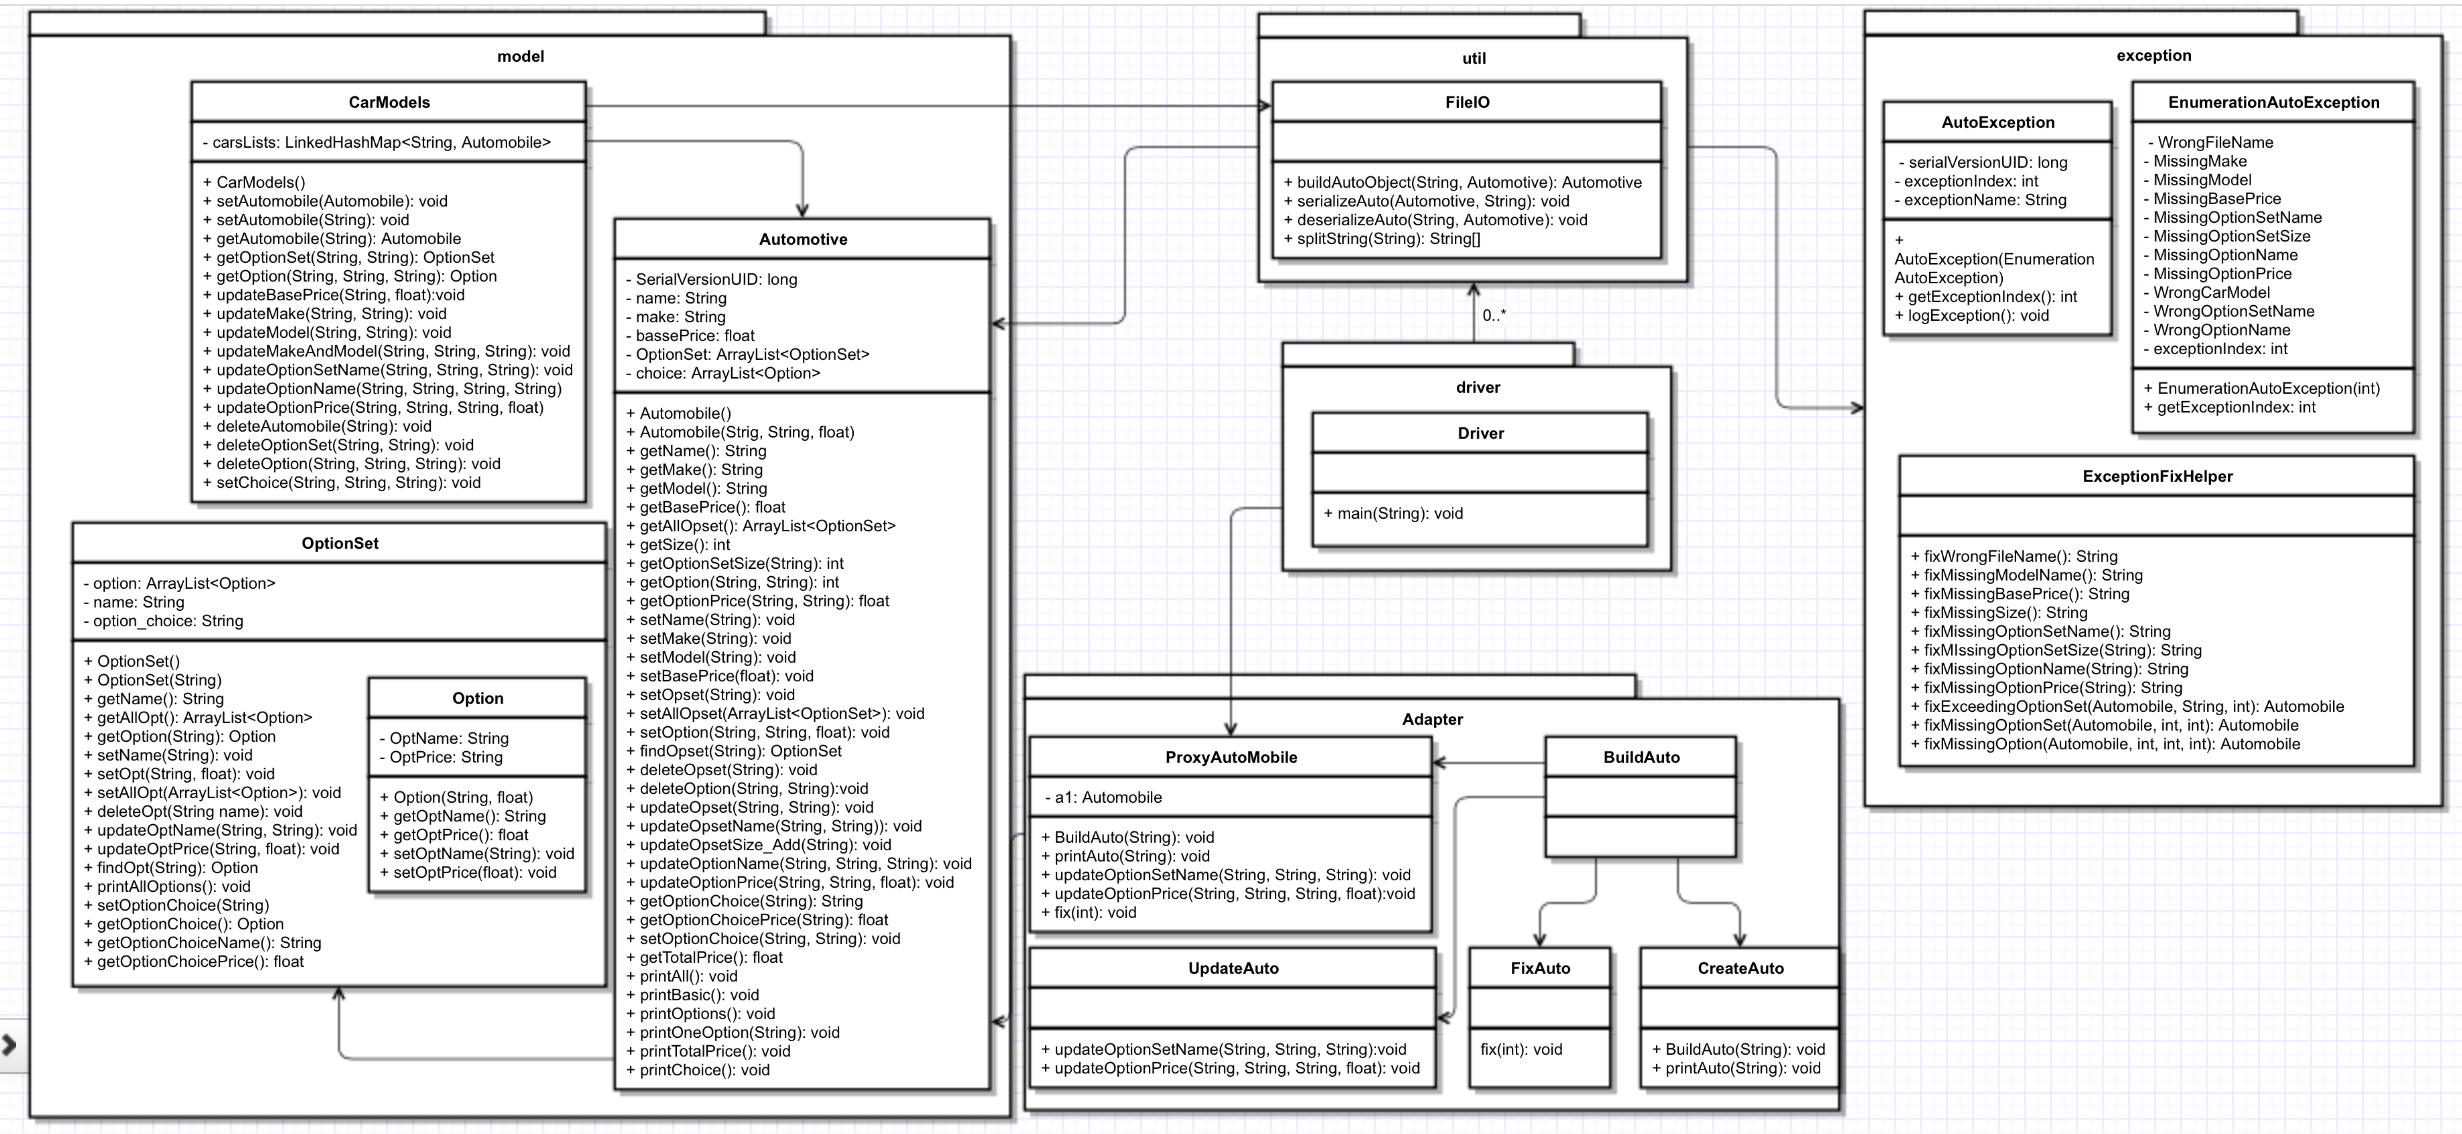 model
CarModels
- carsLists: LinkedHashMap<String, Automobile>
+ CarModels()
+ setAutomobile(Automobile): void
+ setAutomobile(String): void
+ getAutomobile(String): Automobile
+ getOptionSet(String, String): OptionSet
+ getOption(String, String, String): Option
+ updateBasePrice(String, float):void
+ updateMake(String, String): void
+ updateModel(String, String): void
+ updateMakeAndModel(String, String, String): void
+ updateOptionSetName(String, String, String): void
+ updateOptionName(String, String, String, String)
+ updateOptionPrice(String, String, String, float)
+ deleteAutomobile(String): void
+ deleteOptionSet(String, String): void
+ deleteOption(String, String, String): void
+ setChoice(String, String, String): void
OptionSet
- option: ArrayList<Option>
- name: String
- option_choice: String
+ OptionSet()
+ OptionSet(String)
+ getName(): String
+ getAllOpt(): ArrayList<Option>
+ getOption(String): Option
+ setName(String): void
+ setOpt(String, float): void
+ setAllOpt(ArrayList<Option>): void
+ deleteOpt(String name): void
+ updateOptName(String, String): void
+ updateOptPrice(String, float): void
+ findOpt(String): Option
+ printAllOptions(): void
+ setOptionChoice(String)
+ getOptionChoice(): Option
+ getOptionChoiceName(): String
+ getOptionChoicePrice(): float
Option
- OptName: String
- OptPrice: String
+ Option(String, float)
+ getOptName(): String
+ getOptPrice(): float
+ setOptName(String): void
+ setOptPrice(float): void
Automotive
- SerialVersionUID: long
- name: String
- make: String
- bassePrice: float
- OptionSet: ArrayList<OptionSet>
- choice: ArrayList<Option>
+ Automobile()
+ Automobile(Strig, String, float)
+ getName(): String
+ getMake(): String
+ getModel(): String
+ getBasePrice(): float
+ getAllOpset(): ArrayList<OptionSet>
+ getSize(): int
+ getOptionSetSize(String): int
+ getOption(String, String): int
+ getOptionPrice(String, String): float
+ setName(String): void
+ setMake(String): void
+ setModel(String): void
+ setBasePrice(float): void
+ setOpset(String): void
+ setAllOpset(ArrayList<OptionSet>): void
+ setOption(String, String, float): void
+ findOpset(String): OptionSet
+ deleteOpset(String): void
+ deleteOption(String, String):void
+ updateOpset(String, String): void
+ updateOpsetName(String, String)): void
+ updateOpsetSize_Add(String): void
+ updateOptionName(String, String, String): void
+ updateOptionPrice(String, String, float): void
+ getOptionChoice(String): String
+ getOptionChoicePrice(String): float
+ setOptionChoice(String, String): void
+ getTotalPrice(): float
+ printAll(): void
+ printBasic(): void
+ printOptions(): void
+ printOneOption(String): void
+ printTotalPrice(): void
+ printChoice(): void
util
FileIO
+ buildAutoObject(String, Automotive): Automotive
+ serializeAuto(Automotive, String): void
+ deserializeAuto(String, Automotive): void
+ splitString(String): String[]
0..*
driver
Driver
+ main(String): void
Adapter
ProxyAutoMobile
- a1: Automobile
+ BuildAuto(String): void
+ printAuto(String): void
+ updateOptionSetName(String, String, String): void
+ updateOptionPrice(String, String, String, float):void
+ fix(int): void
BuildAuto
UpdateAuto
+ updateOptionSetName(String, String, String):void
+ updateOptionPrice(String, String, String, float): void
FixAuto
fix(int): void
CreateAuto
+ BuildAuto(String): void
+ printAuto(String): void
exception
AutoException
- serialVersionUID: long
- exceptionIndex: int
- exceptionName: String
+
AutoException(Enumeration
AutoException)
+ getExceptionIndex(): int
+ logException(): void
EnumerationAutoException
- WrongFileName
- MissingMake
- MissingModel
- MissingBasePrice
- MissingOptionSetName
- MissingOptionSetSize
- MissingOptionName
- MissingOptionPrice
- WrongCarModel
- WrongOptionSetName
- WrongOptionName
- exceptionIndex: int
+ EnumerationAutoException(int)
+ getExceptionIndex: int
ExceptionFixHelper
+ fixWrongFileName(): String
+ fixMissingModelName(): String
+ fixMissingBasePrice(): String
+ fixMissingSize(): String
+ fixMissingOptionSetName(): String
+ fixMIssingOptionSetSize(String): String
+ fixMissingOptionName(String): String
+ fixMissingOptionPrice(String): String
+ fixExceedingOptionSet(Automobile, String, int): Automobile
+ fixMissingOptionSet(Automobile, int, int): Automobile
+ fixMissingOption(Automobile, int, int, int): Automobile